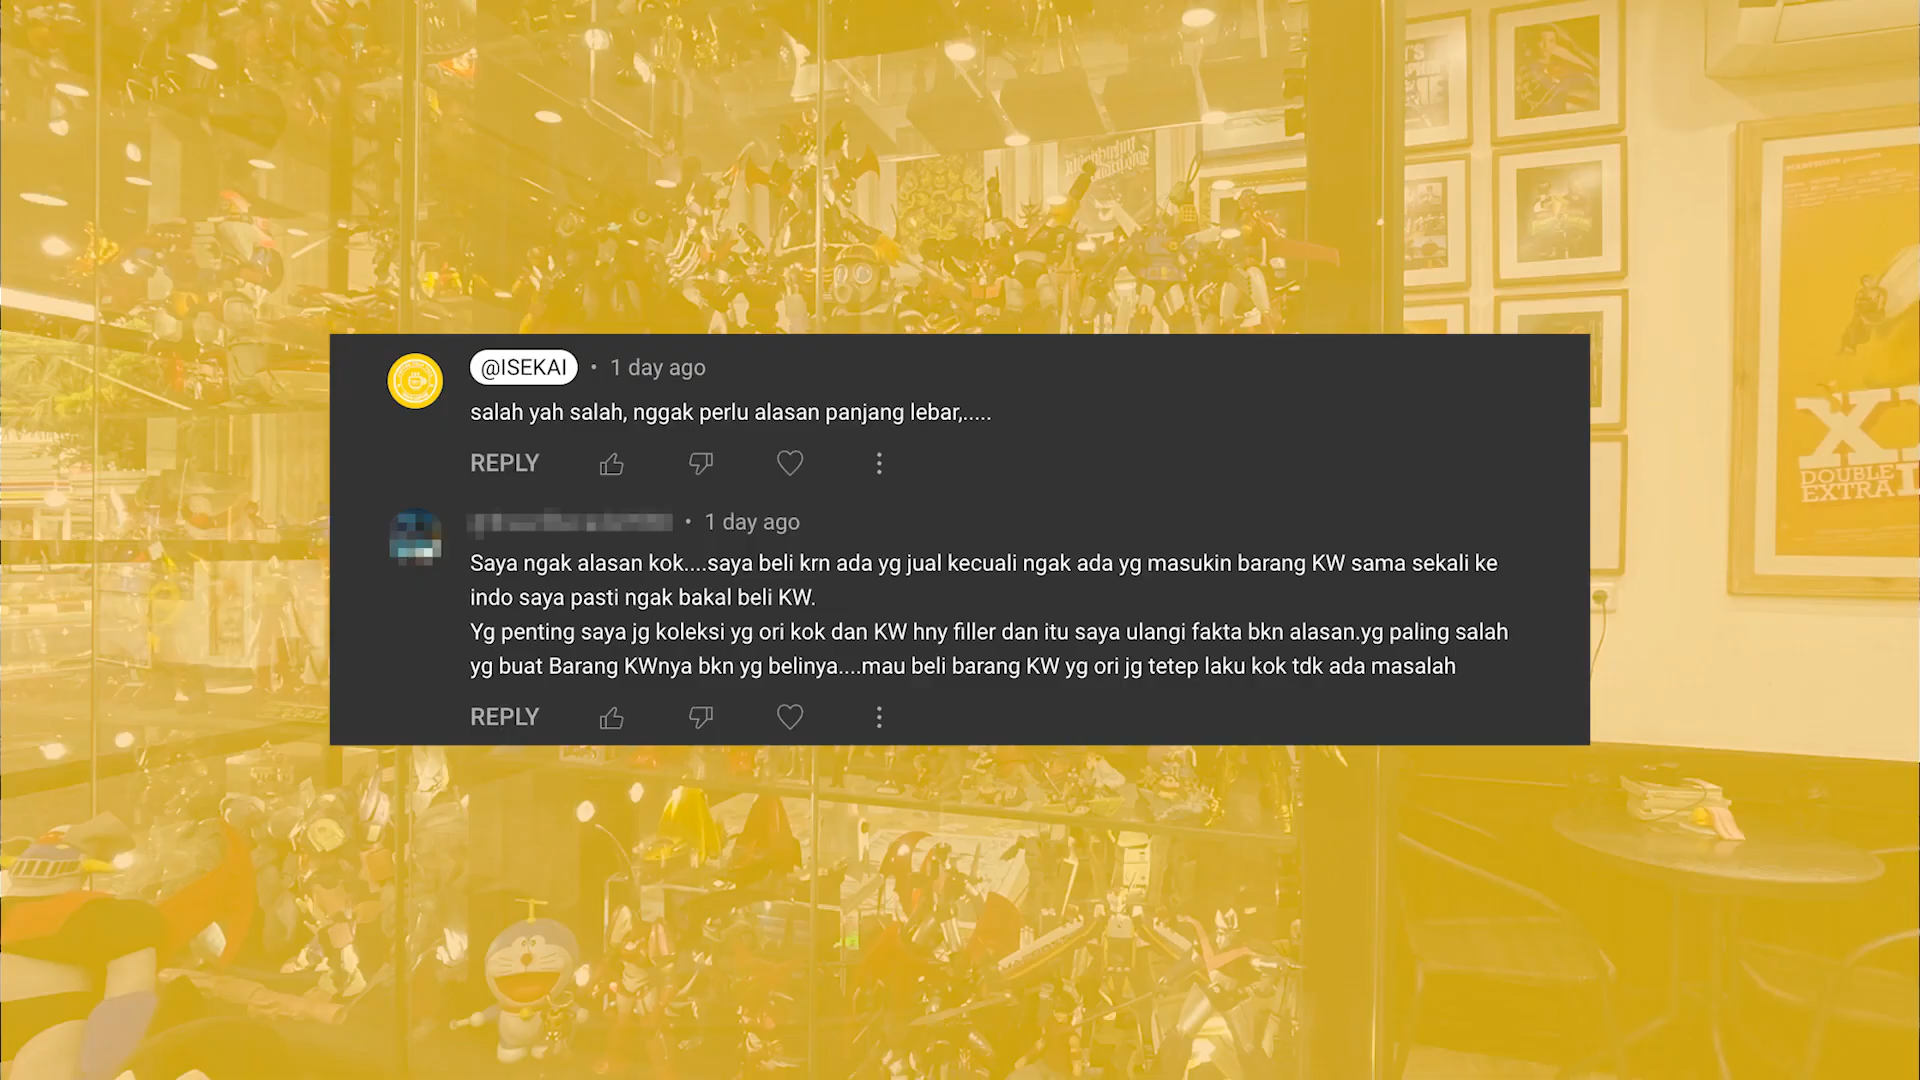 @ISEKAI • 1 day ago
salah yah salah, nggak perlu alasan panjang lebar,.....
REPLY
• 1 day ago
Saya ngak alasan kok....saya beli krn ada yg jual kecuali ngak ada yg masukin barang KW sama sekali ke
indo saya pasti ngak bakal beli KW.
Yg penting saya jg koleksi yg ori kok dan KW hny filler dan itu saya ulangi fakta bkn alasan.yg paling salah
yg buat Barang KWnya bkn yg belinya....mau beli barang KW yg ori jg tetep laku kok tdk ada masalah
REPLY
DOUBLE
EXTRA